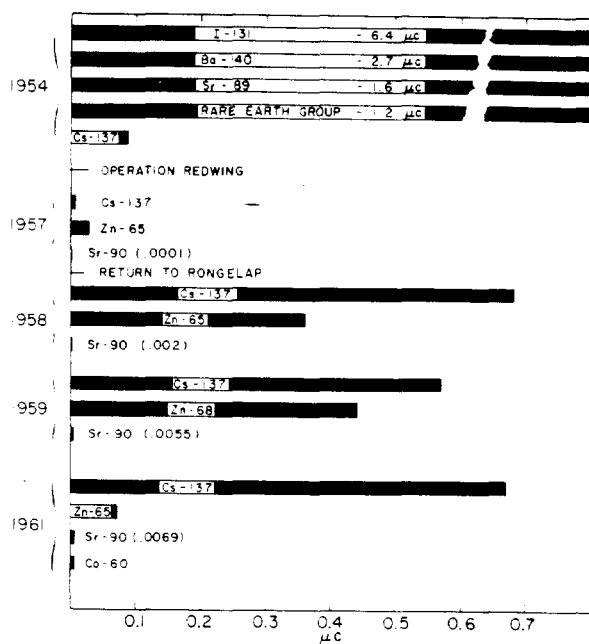 I-131 - 6.4 μc
Ba-140 - 2.7 μc
1954
Sr-89 - 1.6 μc
RARE EARTH GROUP - 1.2 μc
Cs-137
OPERATION REDWING
Cs-137
1957
Zn-65
Sr-90 (.0001)
RETURN TO RONGELAP
Cs-137
958
Zn-65
Sr-90 (.002)
Cs-137
959
Zn-68
Sr-90 (.0055)
Cs-137
Zn-65
1961
Sr-90 (.0069)
Co-60
0.1 0.2 0.3 0.4 0.5 0.6 0.7
μc